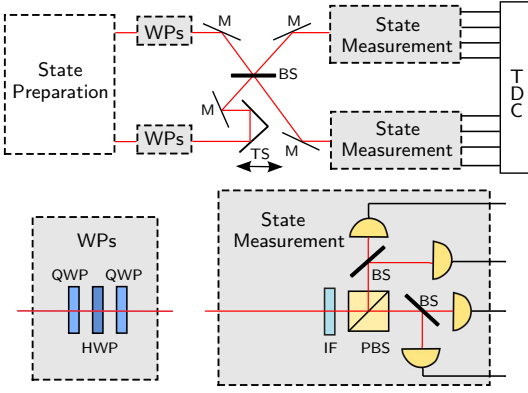 State
Preparation
WPs
M
M
BS
State
Measurement
M
WPs
TS
M
State
Measurement
T
D
C
WPs
QWP
QWP
HWP
State
Measurement
BS
BS
IF
PBS